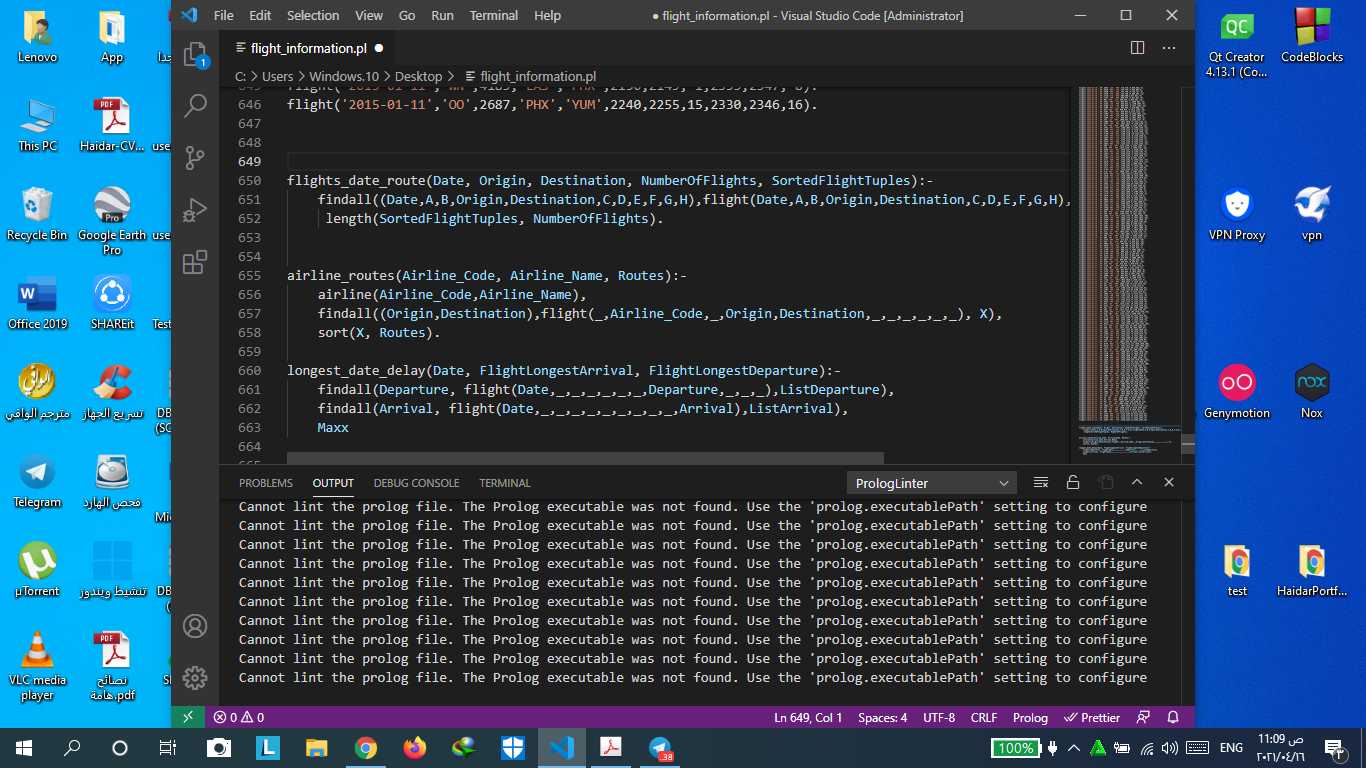 File Edit Selection View Go Run Terminal Help
● flight_information.pl - Visual Studio Code [Administrator]
flight_information.pl ●
C: > Users > Windows.10 > Desktop > flight_information.pl
646 flight('2015-01-11','OO',2687,'PHX','YUM',2240,2255,15,2330,2346,16).
647
648
649
650 flights_date_route(Date, Origin, Destination, NumberOfFlights, SortedFlightTuples):-
651 findall((Date,A,B,Origin,Destination,C,D,E,F,G,H),flight(Date,A,B,Origin,Destination,C,D,E,F,G,H),
652 length(SortedFlightTuples, NumberOfFlights).
653
654
655 airline_routes(Airline_Code, Airline_Name, Routes):-
656 airline(Airline_Code,Airline_Name),
657 findall((Origin,Destination),flight(_,Airline_Code,_,Origin,Destination,_,_,_,_,_,_), X),
658 sort(X, Routes).
659
660 longest_date_delay(Date, FlightLongestArrival, FlightLongestDeparture):-
661 findall(Departure, flight(Date,_,_,_,_,_,_,Departure,_,_,_),ListDeparture),
662 findall(Arrival, flight(Date,_,_,_,_,_,_,_,_,_,Arrival),ListArrival),
663 Maxx
664
PROBLEMS OUTPUT DEBUG CONSOLE TERMINAL PrologLinter
Cannot lint the prolog file. The Prolog executable was not found. Use the 'prolog.executablePath' setting to configure
Cannot lint the prolog file. The Prolog executable was not found. Use the 'prolog.executablePath' setting to configure
Cannot lint the prolog file. The Prolog executable was not found. Use the 'prolog.executablePath' setting to configure
Cannot lint the prolog file. The Prolog executable was not found. Use the 'prolog.executablePath' setting to configure
Cannot lint the prolog file. The Prolog executable was not found. Use the 'prolog.executablePath' setting to configure
Cannot lint the prolog file. The Prolog executable was not found. Use the 'prolog.executablePath' setting to configure
Cannot lint the prolog file. The Prolog executable was not found. Use the 'prolog.executablePath' setting to configure
Cannot lint the prolog file. The Prolog executable was not found. Use the 'prolog.executablePath' setting to configure
Cannot lint the prolog file. The Prolog executable was not found. Use the 'prolog.executablePath' setting to configure
Cannot lint the prolog file. The Prolog executable was not found. Use the 'prolog.executablePath' setting to configure
0 0 Ln 649, Col 1 Spaces: 4 UTF-8 CRLF Prolog Prettier
1
Lenovo
App
This PC
PDF
Haidar-CV...
Recycle Bin
Pro
Google Earth
Pro
Office 2019
SHAREit
مترجم الوافي
تسريع الجهاز
Telegram
فحص الهارد
µTorrent
تنشيط ويندوز
VLC media
player
PDF
نصائح
هامة.pdf
QC
Qt Creator
4.13.1 (Co...
CodeBlocks
VPN Proxy
vpn
Genymotion
nox
Nox
test
HaidarPortf...
100%
ENG
11:09 ص
٢٠٢١/٠٤/١٦
٣
.38